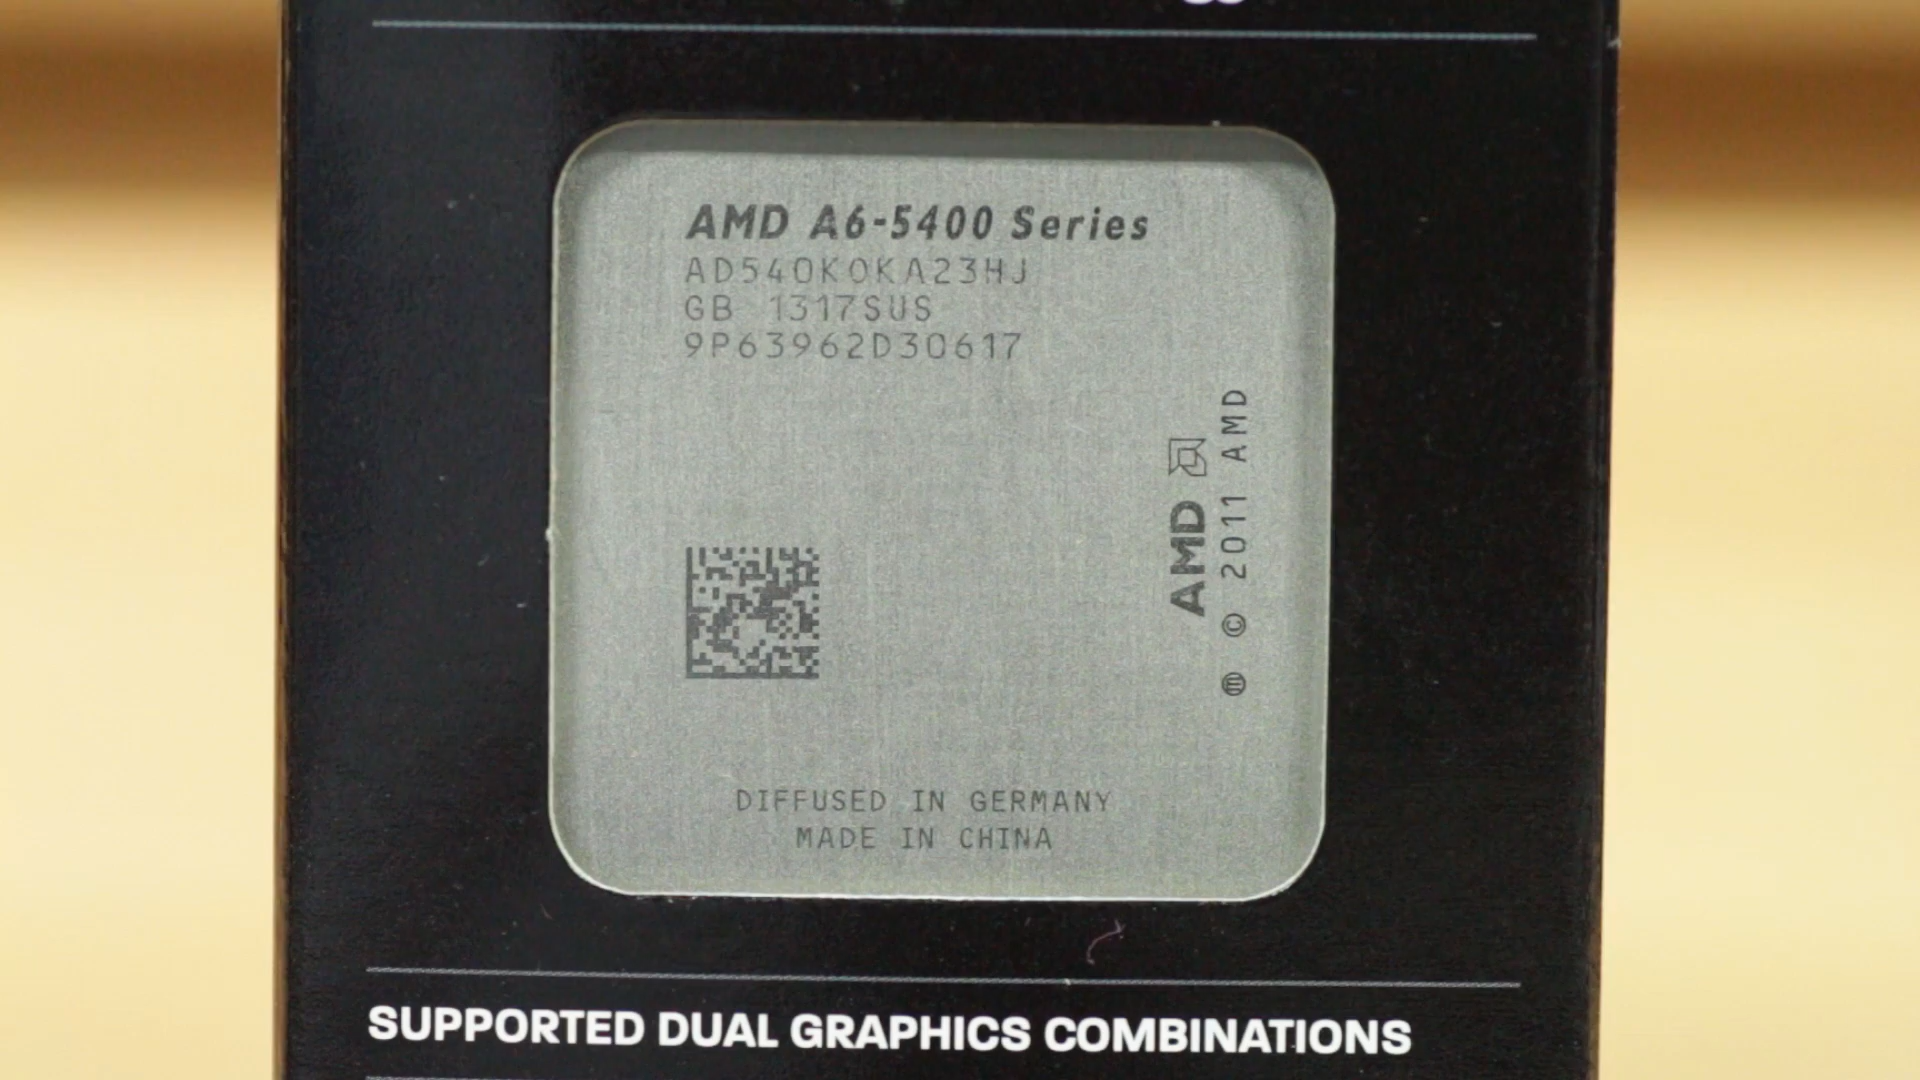 AMD A6-5400 Series
AD540KOKA23HJ
GB 1317SUS
9P63962D30617
AMD
ⓜ © 2011 AMD
DIFFUSED IN GERMANY
MADE IN CHINA
SUPPORTED DUAL GRAPHICS COMBINATIONS